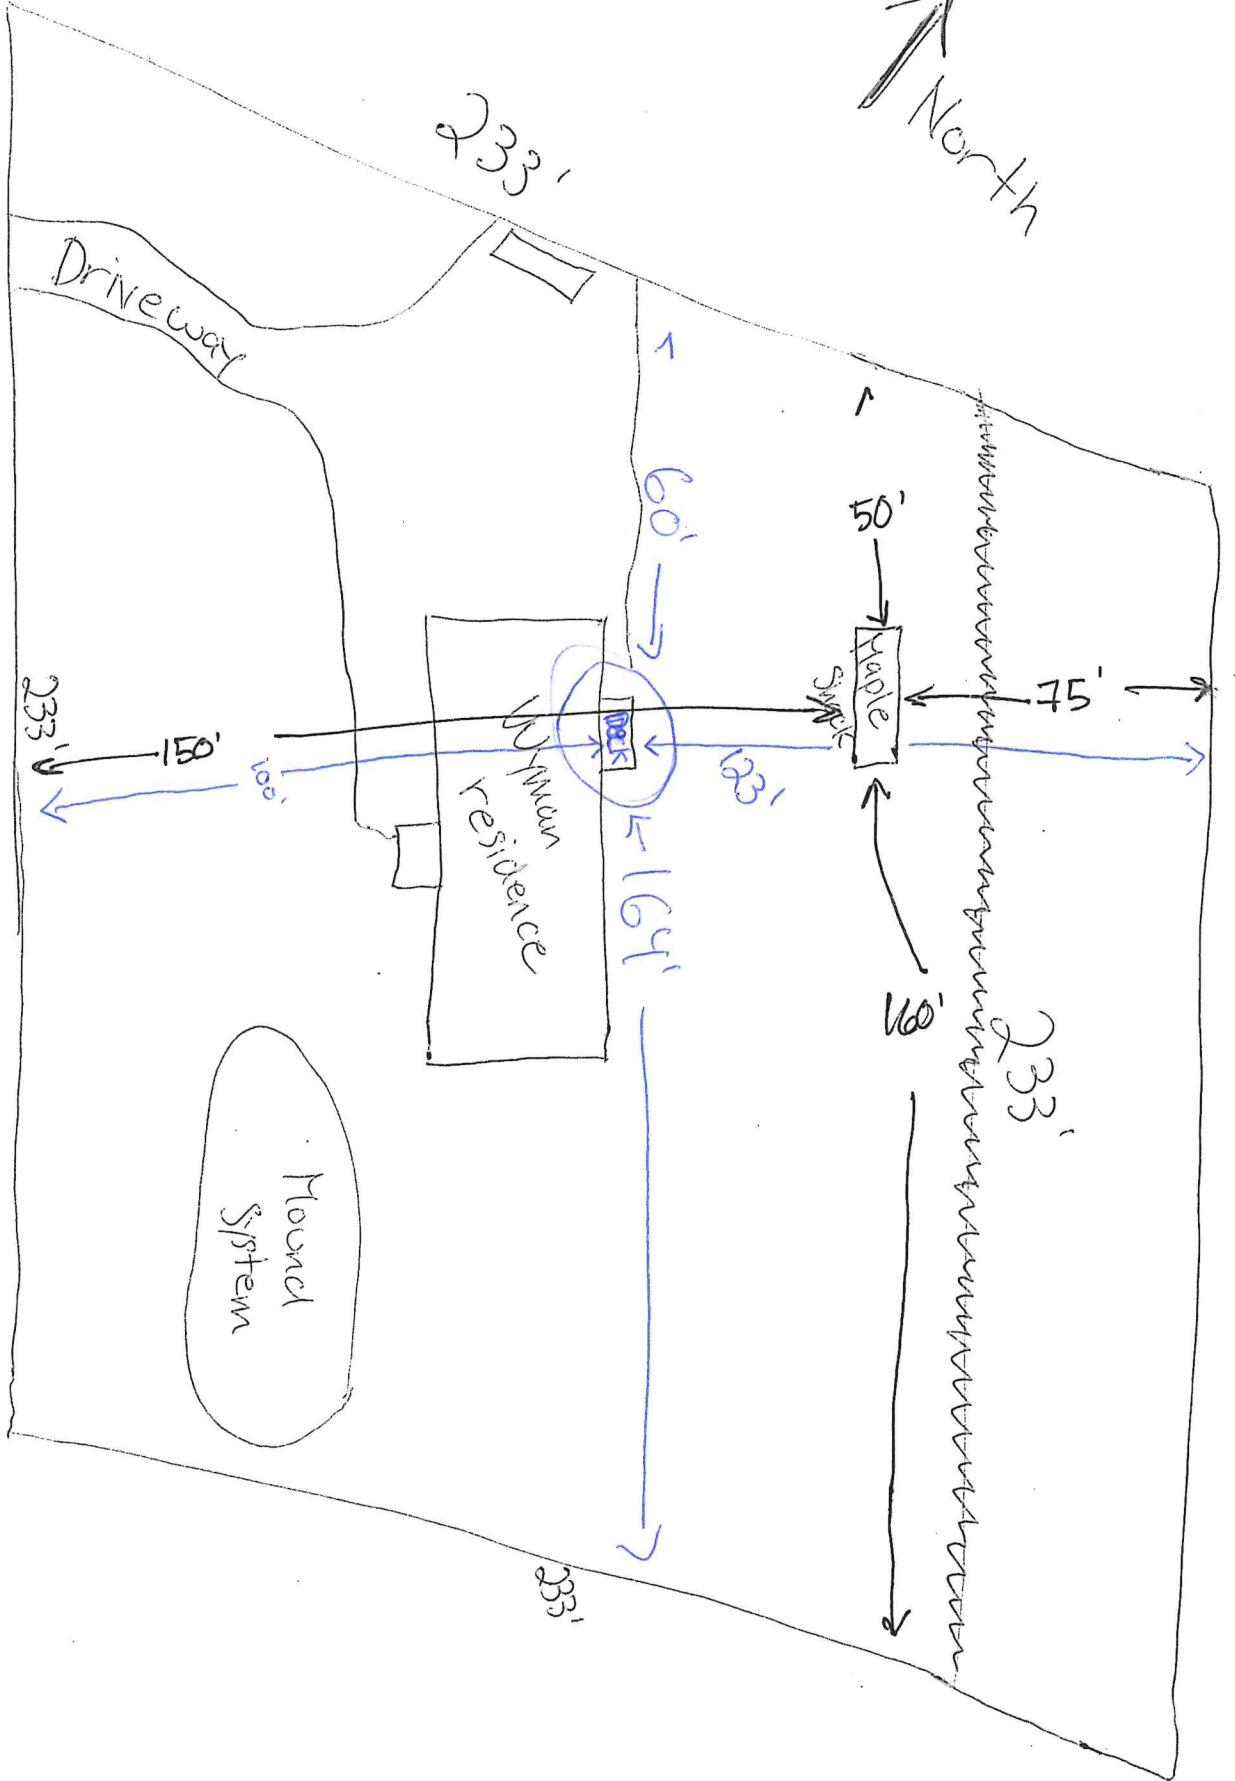 North
233'
Driveway
60'
50'
Maple
Shack
75'
Deck
150'
100'
123'
233'
Wyman
residence
164'
160'
233'
Mound
System
233'